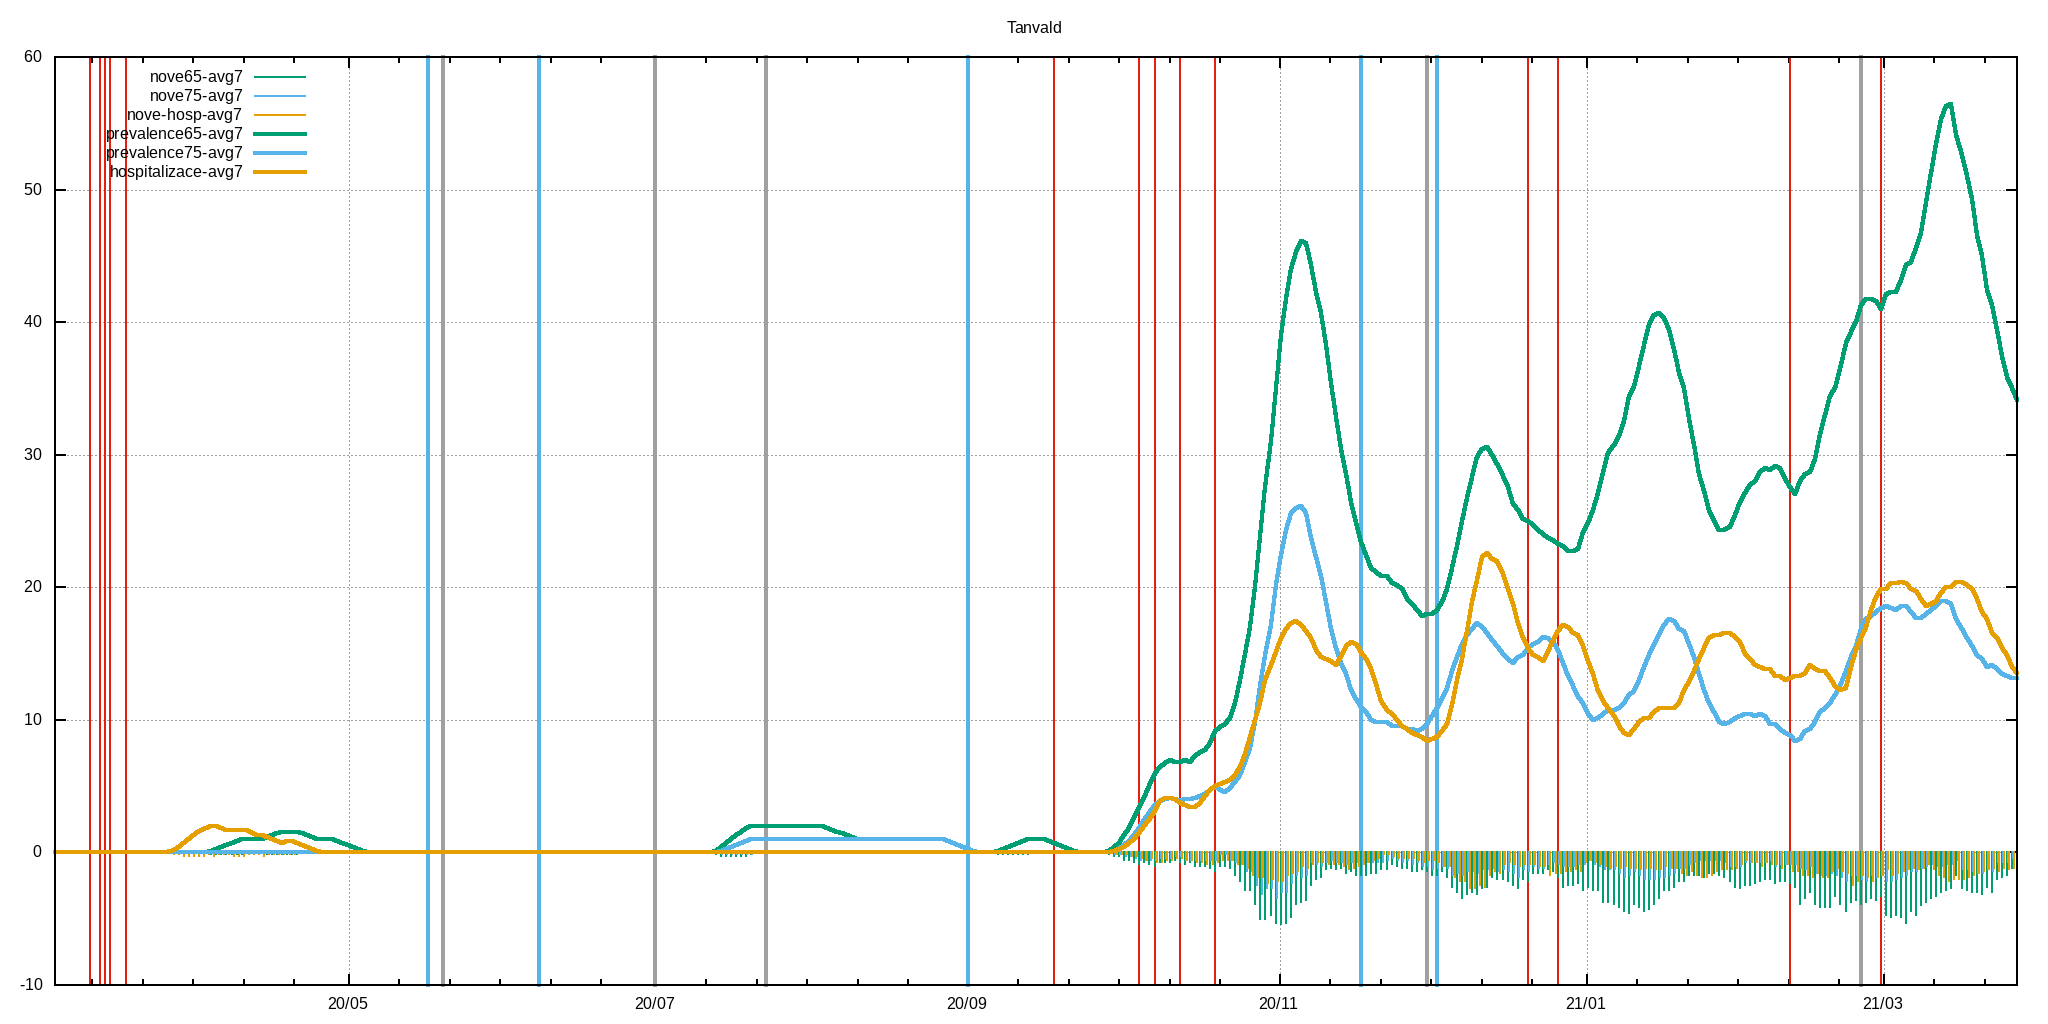 Tanvald
60
50
40
30
20
10
0
-10
nove65-avg7
nove75-avg7
nove-hosp-avg7
prevalence65-avg7
prevalence75-avg7
hospitalizace-avg7
20/05 20/07 20/09 20/11 21/01 21/03